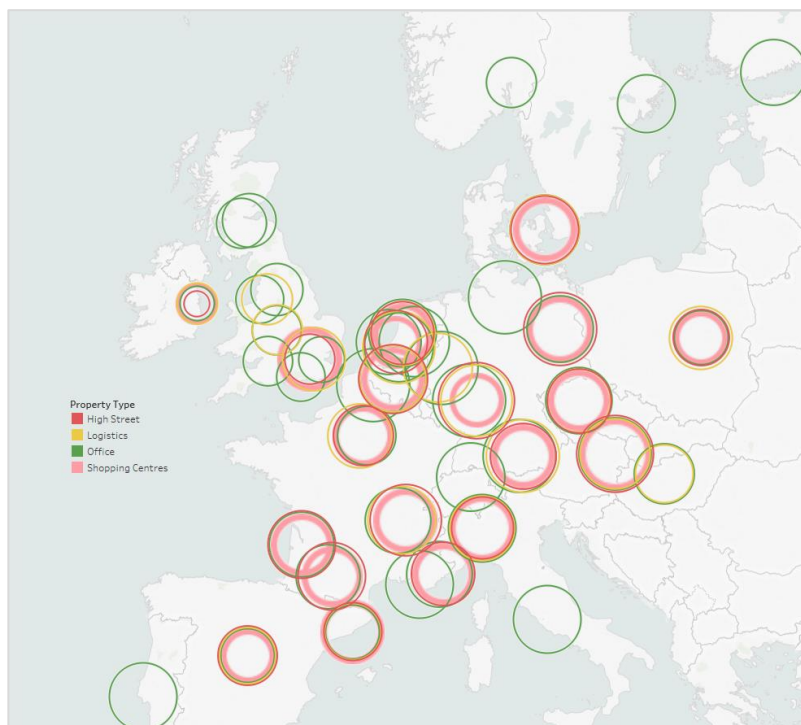 Property Type
High Street
Logistics
Office
Shopping Centres